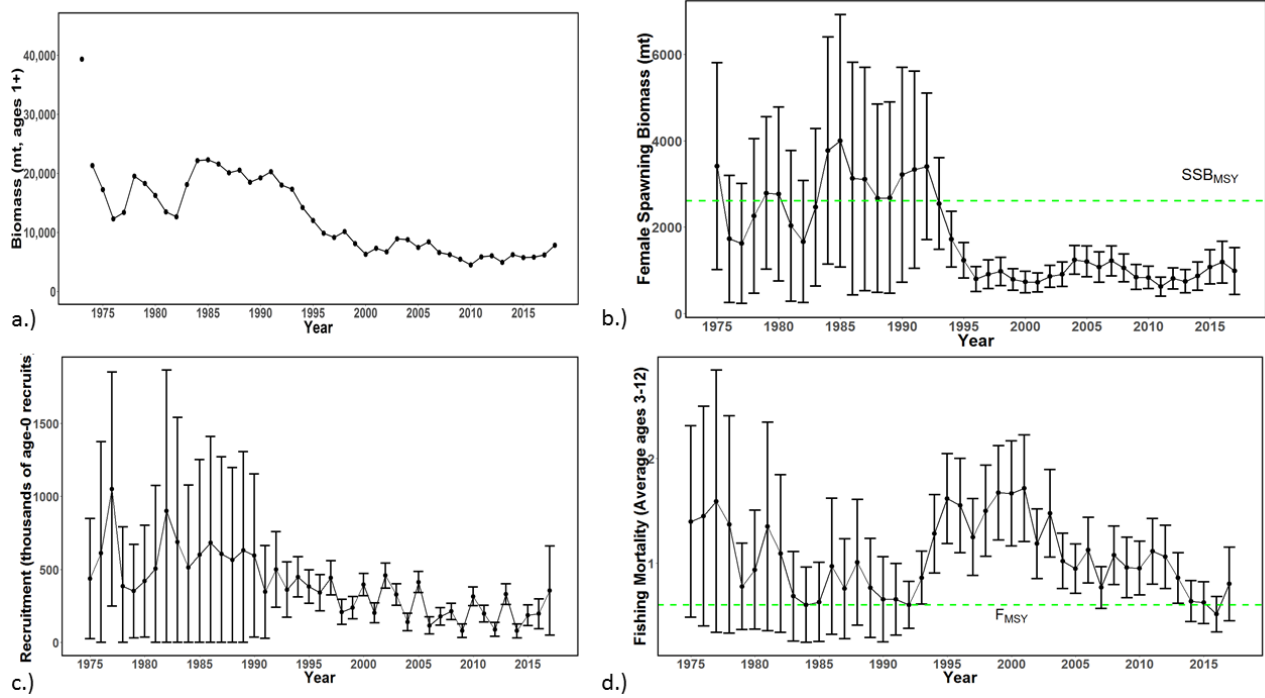 Biomass (mt, ages 1+)
40,000
30,000
20,000
10,000
0
1975 1980 1985 1990 1995 2000 2005 2010 2015
Year
a.)
Female Spawning Biomass (mt)
6000
4000
2000
0
SSBMSY
1975 1980 1985 1990 1995 2000 2005 2010 2015
Year
b.)
Recruitment (thousands of age-0 recruits
1500
1000
500
0
1975 1980 1985 1990 1995 2000 2005 2010 2015
Year
c.)
Fishing Mortality (Average ages 3-12)
2
1
FMSY
1975 1980 1985 1990 1995 2000 2005 2010 2015
Year
d.)